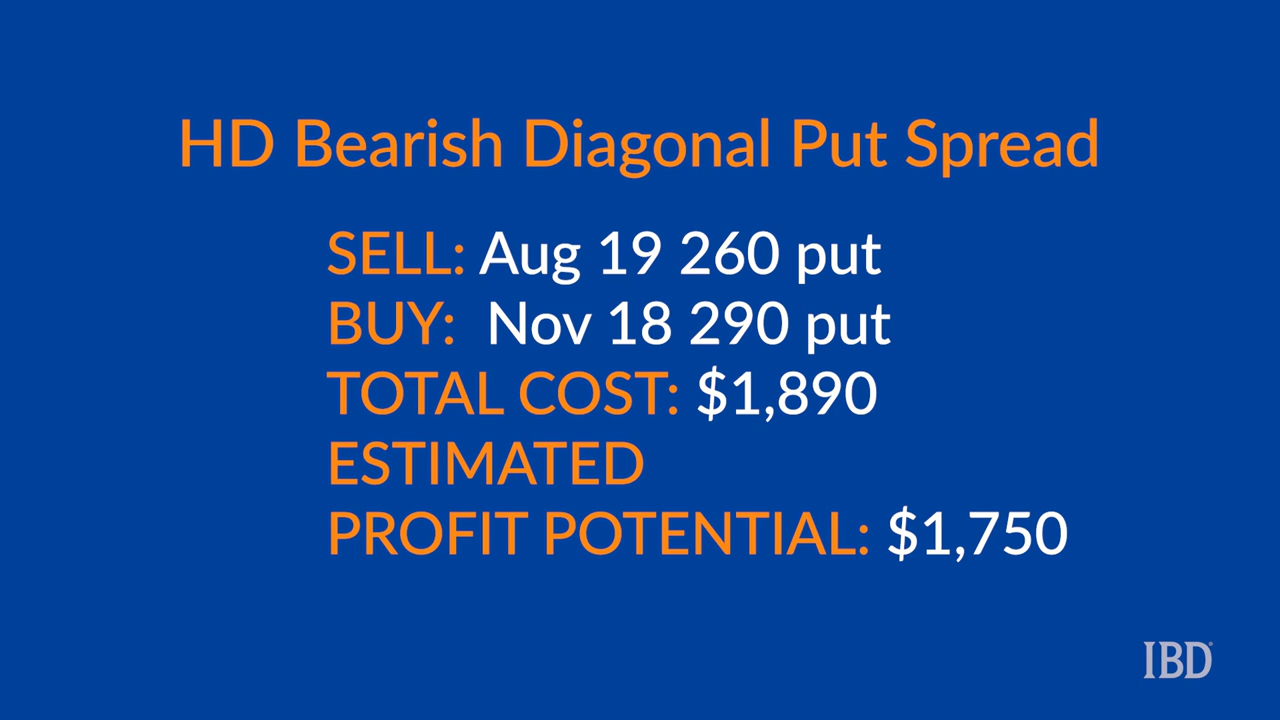 HD Bearish Diagonal Put Spread
SELL: Aug 19 260 put
BUY: Nov 18 290 put
TOTAL COST: $1,890
ESTIMATED
PROFIT POTENTIAL: $1,750
IBD